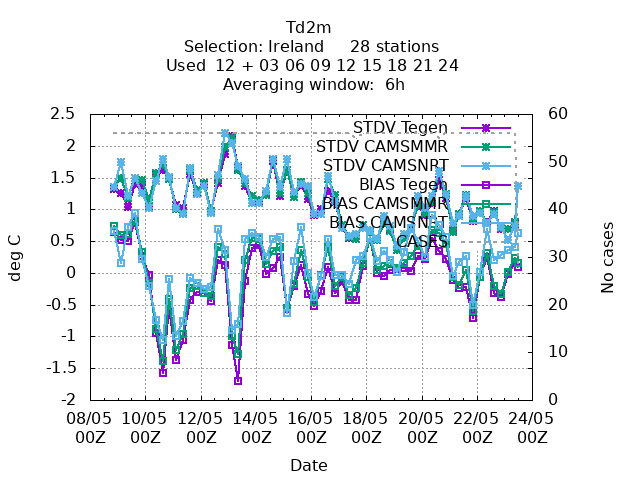 Td2m
Selection: Ireland     28 stations
Used  12 + 03 06 09 12 15 18 21 24
Averaging window:  6h
2.5
2
1.5
1
0.5
0
-0.5
-1
-1.5
-2
deg C
60
50
40
30
20
10
0
No cases
STDV Tegen
STDV CAMSMMR
STDV CAMSNRT
BIAS Tegen
BIAS CAMSMMR
BIAS CAMSNRT
CASES
08/05 10/05 12/05 14/05 16/05 18/05 20/05 22/05 24/05
00Z 00Z 00Z 00Z 00Z 00Z 00Z 00Z 00Z
Date